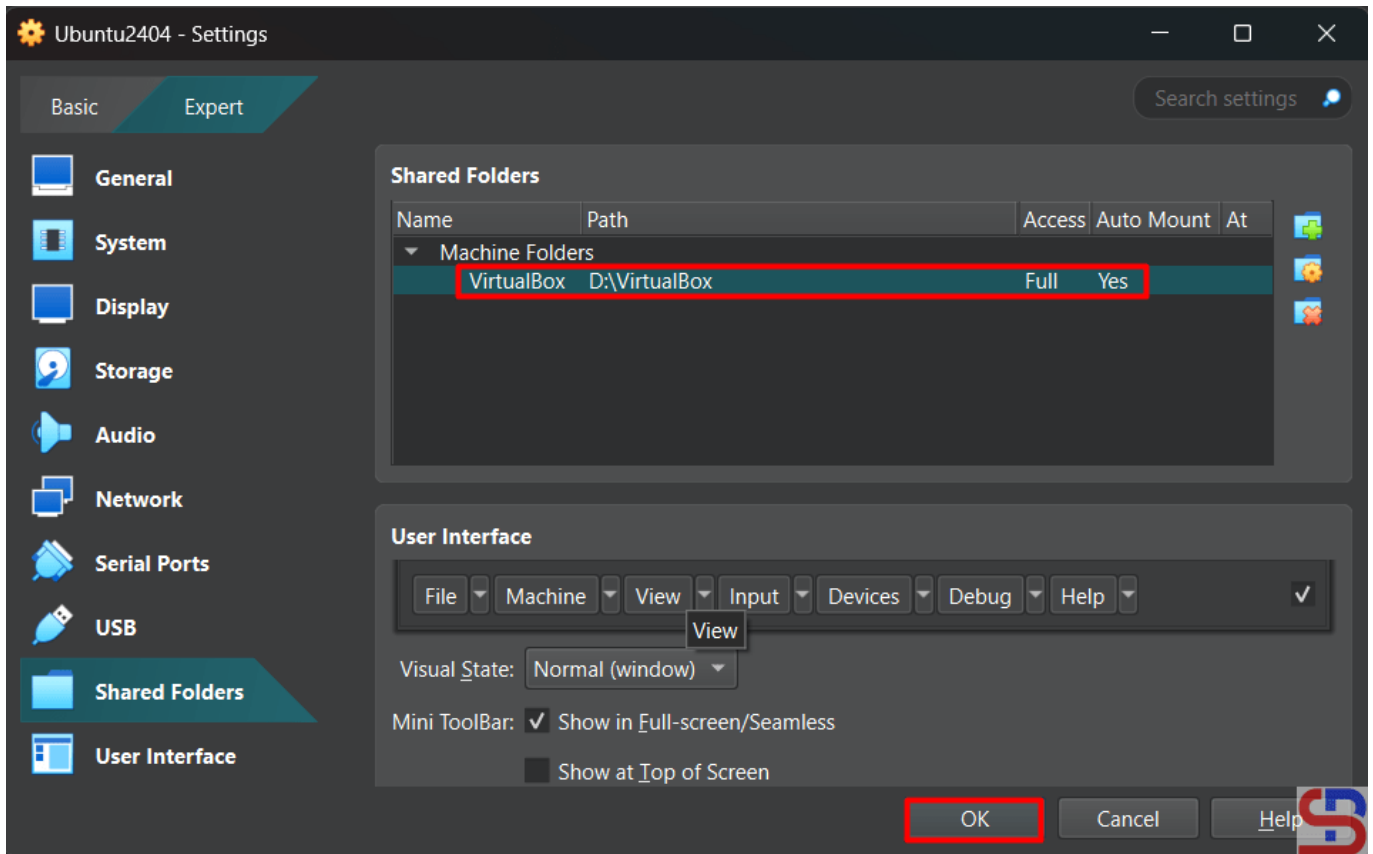 Ubuntu2404 - Settings
Basic
Expert
Search settings
General
System
Display
Storage
Audio
Network
Serial Ports
USB
Shared Folders
User Interface
Shared Folders
Name Path Access Auto Mount At
Machine Folders
VirtualBox D:\VirtualBox Full Yes
User Interface
File Machine View Input Devices Debug Help
View
Visual State: Normal (window)
Mini ToolBar: Show in Full-screen/Seamless
Show at Top of Screen
OK Cancel Help